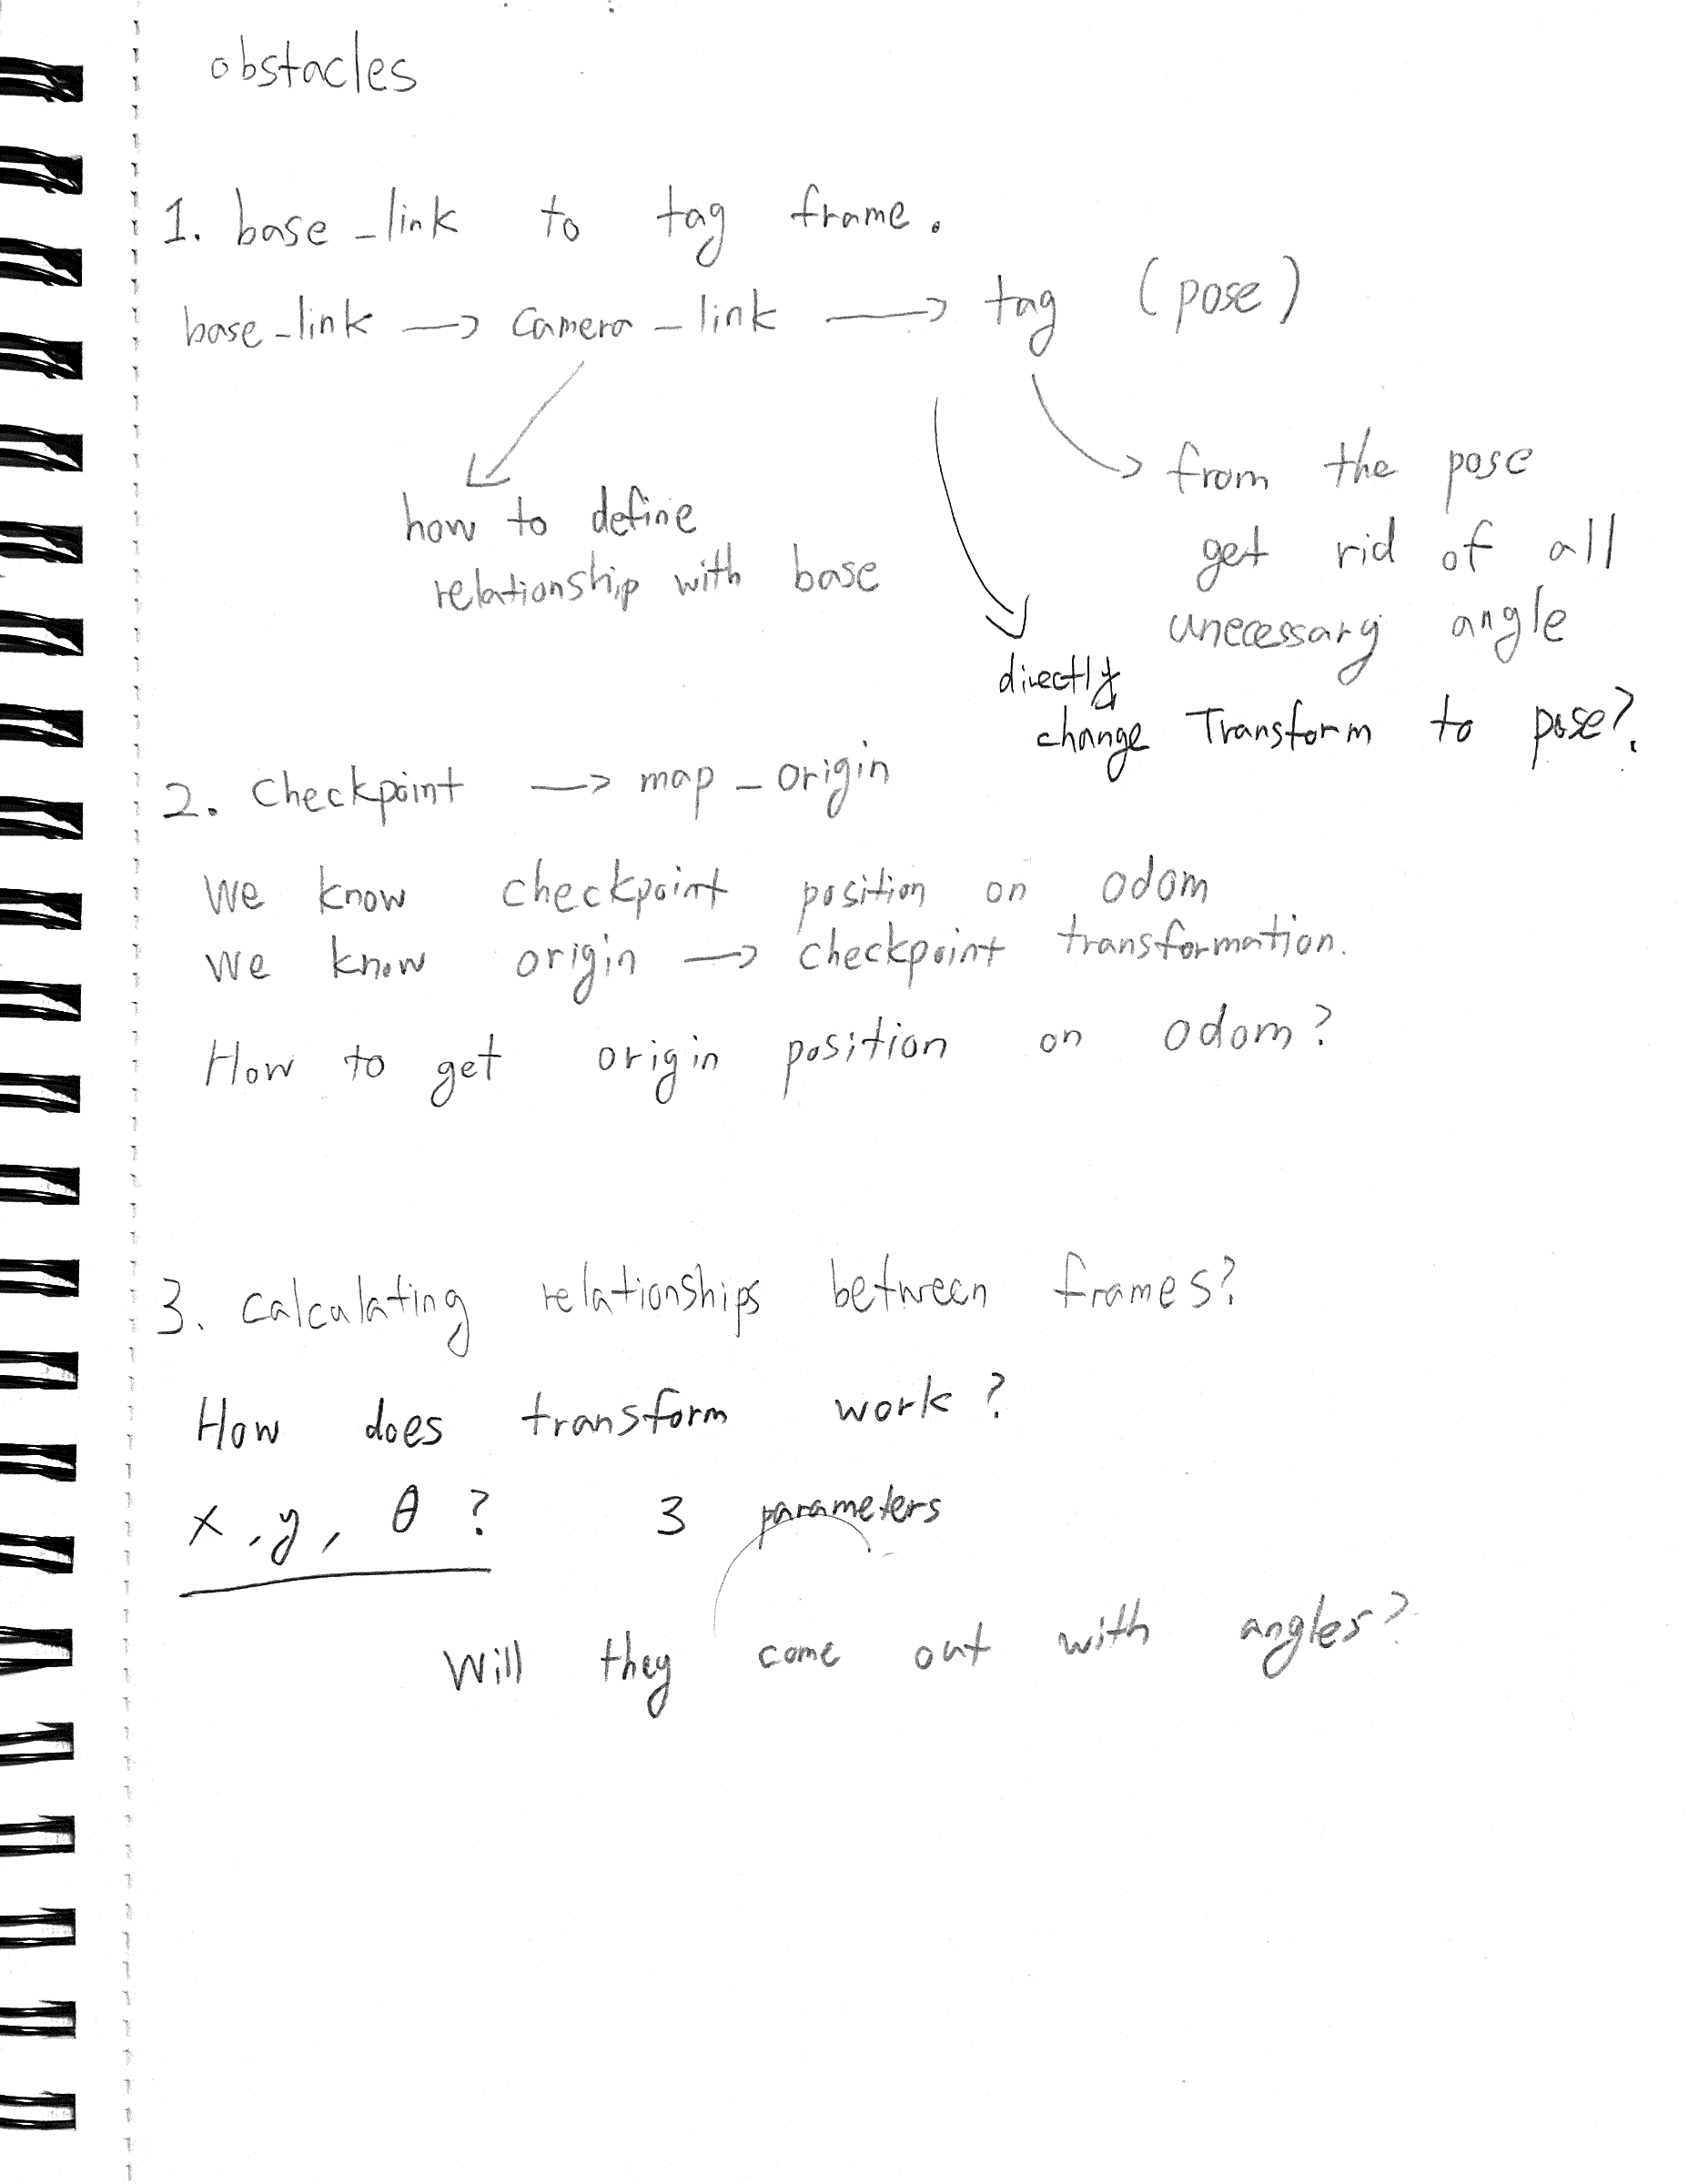 obstacles
1. base_link to tag frame.
base_link → camera_link → tag (pose)
how to define
relationship with base
from the pose
get rid of all
unecessary angle
directly
change Transform to pose?
2. Checkpoint → map_origin
We know checkpoint position on odom
We know origin → checkpoint transformation.
How to get origin position on odom?
3. Calculating relationships between frames?
How does transform work?
x, y, θ ? 3 parameters
Will they come out with angles?